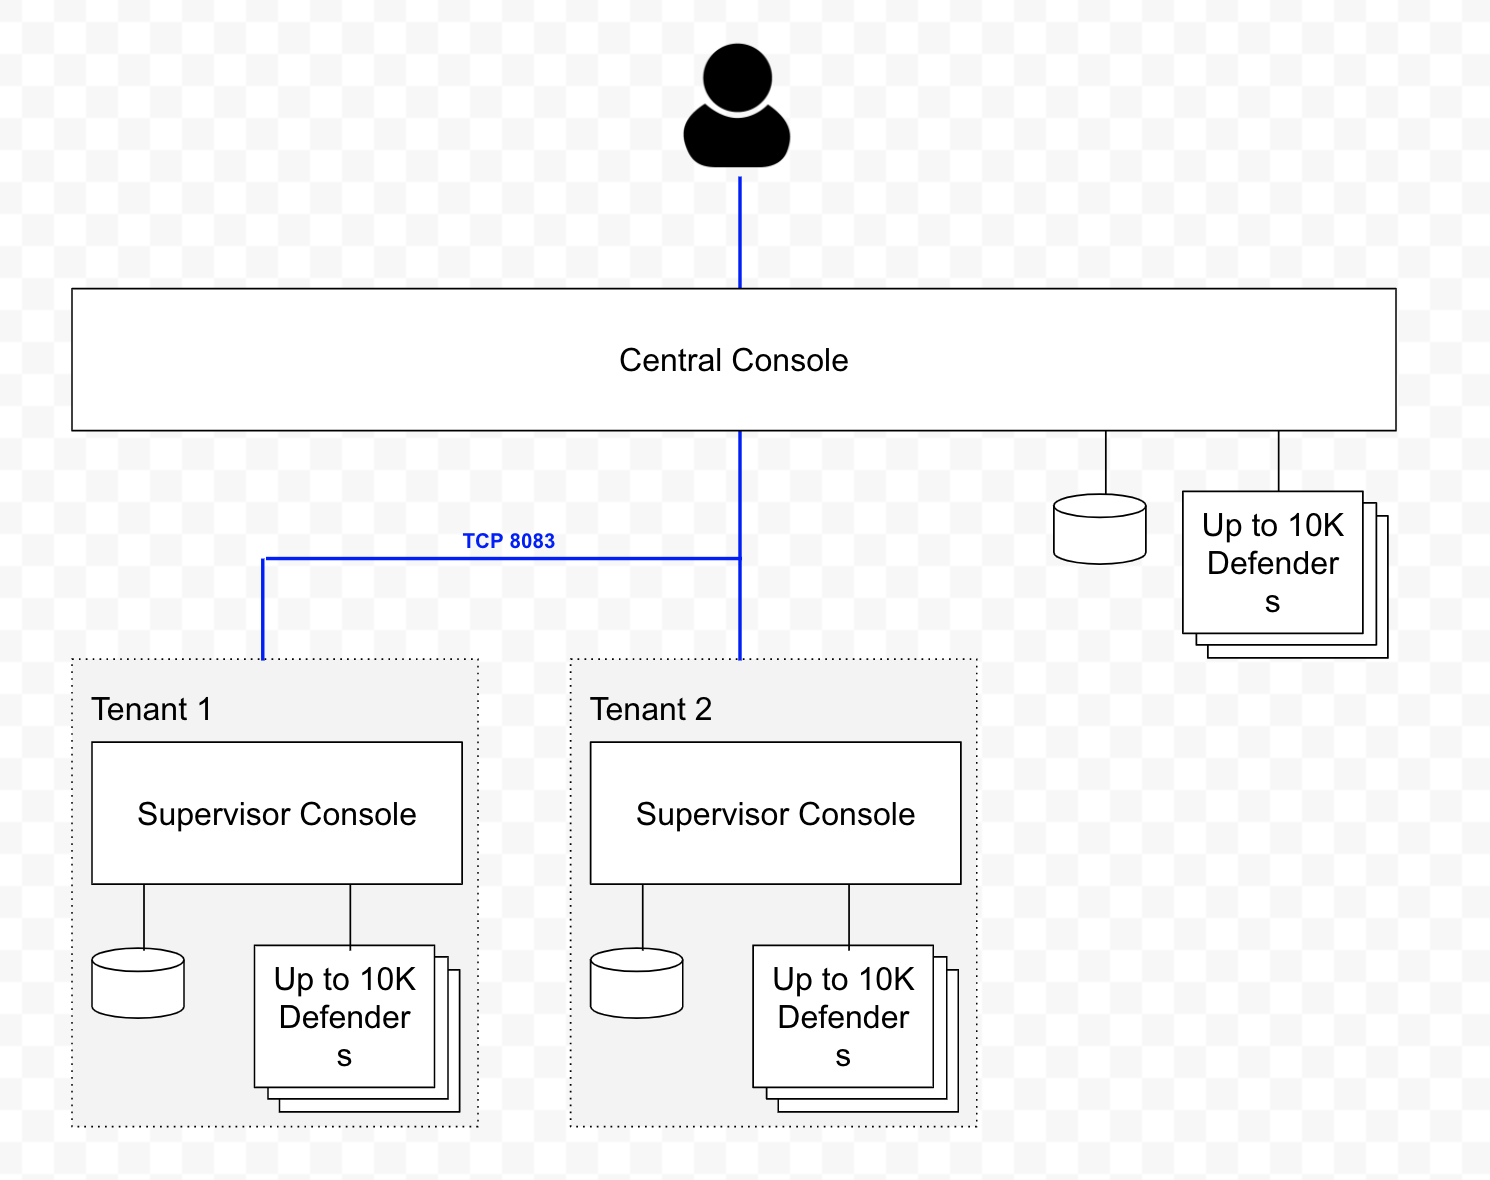 Central Console
TCP 8083
Up to 10K
Defender
s
Tenant 1
Tenant 2
Supervisor Console
Supervisor Console
Up to 10K
Defender
s
Up to 10K
Defender
s